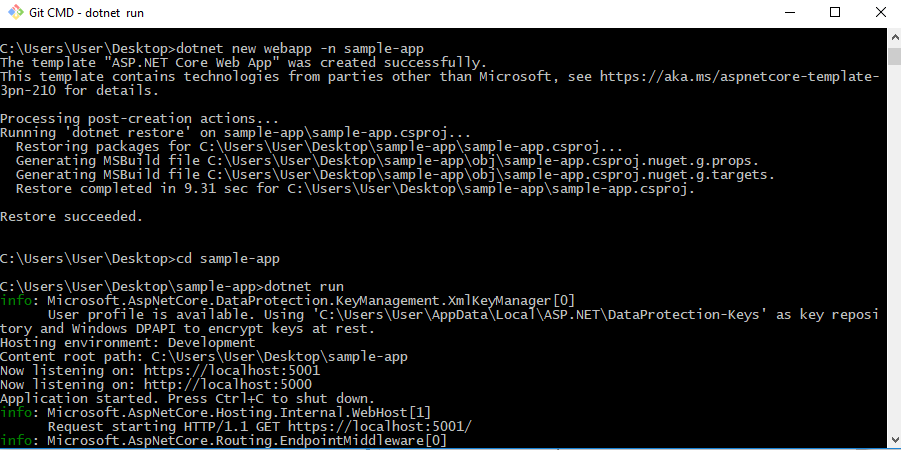 Git CMD - dotnet run
C:\Users\User\Desktop>dotnet new webapp -n sample-app
The template "ASP.NET Core Web App" was created successfully.
This template contains technologies from parties other than Microsoft, see https://aka.ms/aspnetcore-template-
3pn-210 for details.
Processing post-creation actions...
Running 'dotnet restore' on sample-app\sample-app.csproj...
Restoring packages for C:\Users\User\Desktop\sample-app\sample-app.csproj...
Generating MSBuild file C:\Users\User\Desktop\sample-app\obj\sample-app.csproj.nuget.g.props.
Generating MSBuild file C:\Users\User\Desktop\sample-app\obj\sample-app.csproj.nuget.g.targets.
Restore completed in 9.31 sec for C:\Users\User\Desktop\sample-app\sample-app.csproj.
Restore succeeded.
C:\Users\User\Desktop>cd sample-app
C:\Users\User\Desktop\sample-app>dotnet run
info: Microsoft.AspNetCore.DataProtection.KeyManagement.XmlKeyManager[0]
User profile is available. Using 'C:\Users\User\AppData\Local\ASP.NET\DataProtection-Keys' as key reposi
tory and Windows DPAPI to encrypt keys at rest.
Hosting environment: Development
Content root path: C:\Users\User\Desktop\sample-app
Now listening on: https://localhost:5001
Now listening on: http://localhost:5000
Application started. Press Ctrl+C to shut down.
info: Microsoft.AspNetCore.Hosting.Internal.WebHost[1]
Request starting HTTP/1.1 GET https://localhost:5001/
info: Microsoft.AspNetCore.Routing.EndpointMiddleware[0]